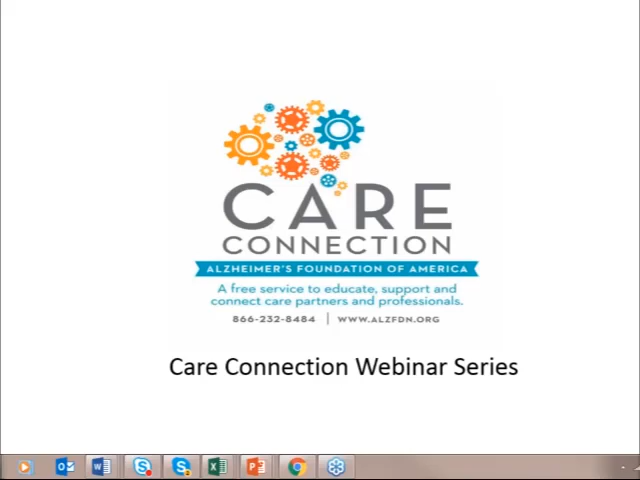 CARE
CONNECTION
ALZHEIMER'S FOUNDATION OF AMERICA
A free service to educate, support and
connect care partners and professionals.
866-232-8484 | WWW.ALZFDN.ORG
Care Connection Webinar Series